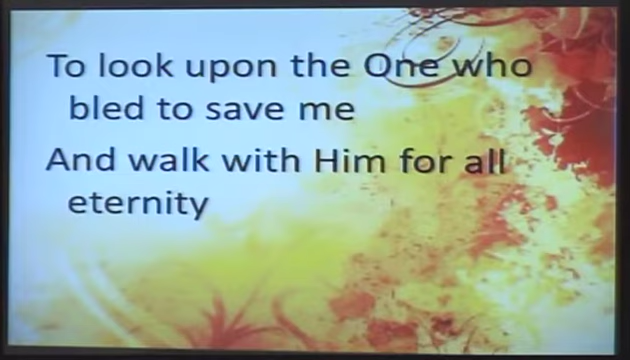 To look upon the One who
bled to save me
And walk with Him for all
eternity